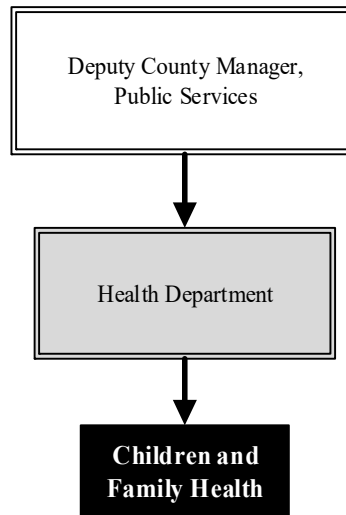 Deputy County Manager,
Public Services
Health Department
Children and
Family Health